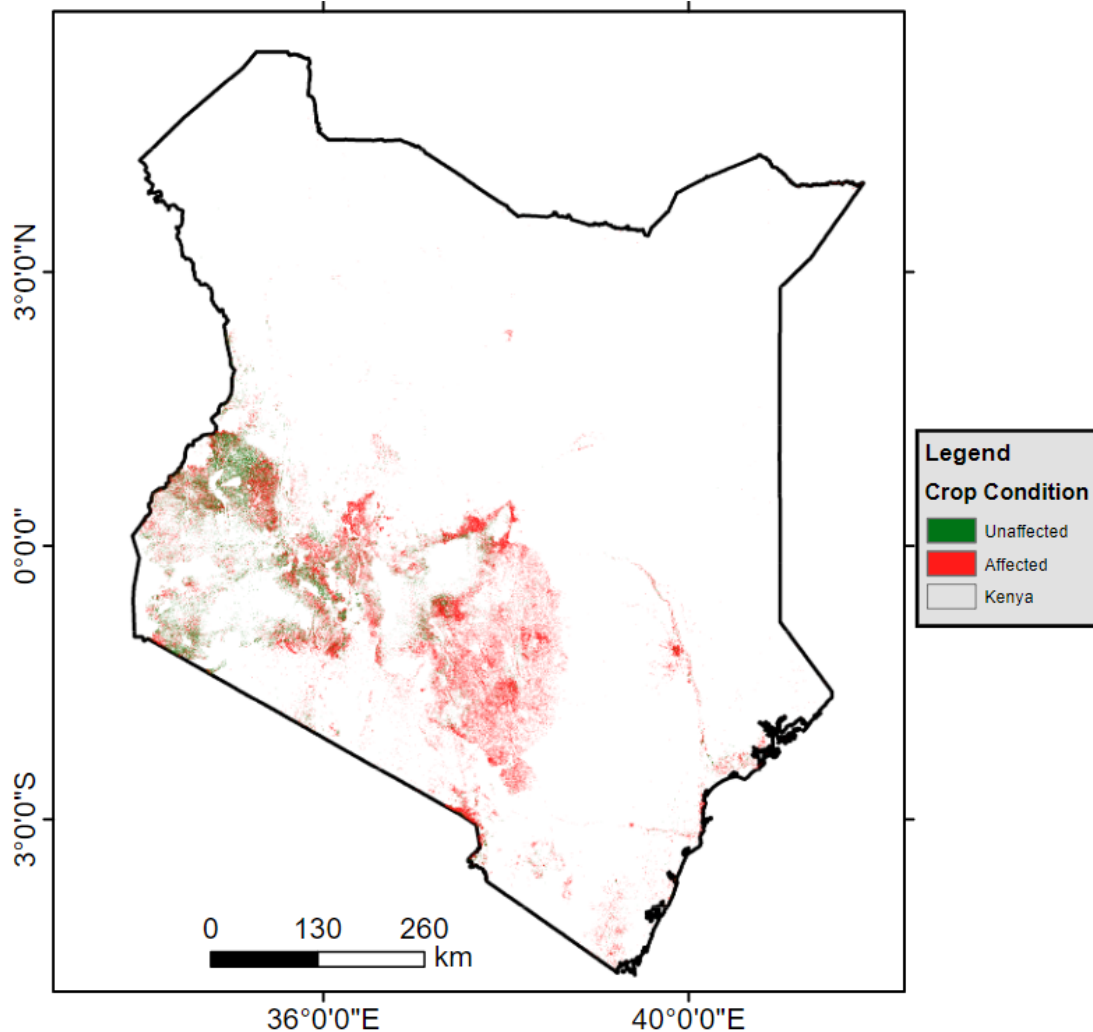 3°0'0"N
0°0'0"
3°0'0"S
0 130 260
km
36°0'0"E 40°0'0"E
Legend
Crop Condition
Unaffected
Affected
Kenya